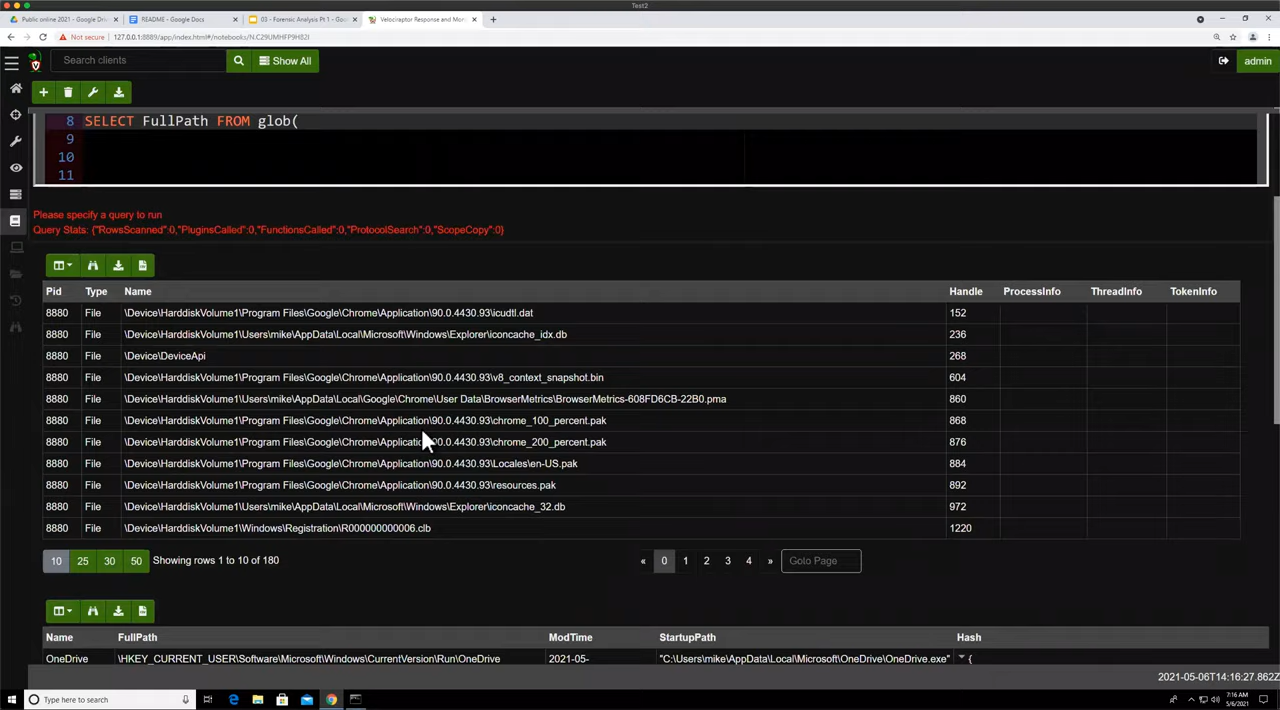 Test2
Public online 2021 - Google Driv
README - Google Docs
03 - Forensic Analysis Pt 1 - Goo
Velociraptor Response and Mon
Not secure
127.0.0.1:8889/app/index.html#/notebooks/N.C29UMHFP9H82I
Search clients
Show All
admin
8 SELECT FullPath FROM glob(
9
10
11
Please specify a query to run
Query Stats: {"RowsScanned":0,"PluginsCalled":0,"FunctionsCalled":0,"ProtocolSearch":0,"ScopeCopy":0}
Pid Type Name Handle ProcessInfo ThreadInfo TokenInfo
8880 File \Device\HarddiskVolume1\Program Files\Google\Chrome\Application\90.0.4430.93\icudtl.dat 152
8880 File \Device\HarddiskVolume1\Users\mike\AppData\Local\Microsoft\Windows\Explorer\iconcache_idx.db 236
8880 File \Device\DeviceApi 268
8880 File \Device\HarddiskVolume1\Program Files\Google\Chrome\Application\90.0.4430.93\v8_context_snapshot.bin 604
8880 File \Device\HarddiskVolume1\Users\mike\AppData\Local\Google\Chrome\User Data\BrowserMetrics\BrowserMetrics-608FD6CB-22B0.pma 860
8880 File \Device\HarddiskVolume1\Program Files\Google\Chrome\Application\90.0.4430.93\chrome_100_percent.pak 868
8880 File \Device\HarddiskVolume1\Program Files\Google\Chrome\Application\90.0.4430.93\chrome_200_percent.pak 876
8880 File \Device\HarddiskVolume1\Program Files\Google\Chrome\Application\90.0.4430.93\Locales\en-US.pak 884
8880 File \Device\HarddiskVolume1\Program Files\Google\Chrome\Application\90.0.4430.93\resources.pak 892
8880 File \Device\HarddiskVolume1\Users\mike\AppData\Local\Microsoft\Windows\Explorer\iconcache_32.db 972
8880 File \Device\HarddiskVolume1\Windows\Registration\R000000000006.clb 1220
10 25 30 50 Showing rows 1 to 10 of 180 « 0 1 2 3 4 » Goto Page
Name FullPath ModTime StartupPath Hash
OneDrive \HKEY_CURRENT_USER\Software\Microsoft\Windows\CurrentVersion\Run\OneDrive 2021-05- "C:\Users\mike\AppData\Local\Microsoft\OneDrive\OneDrive.exe" {
2021-05-06T14:16:27.862Z
Type here to search
7:16 AM
5/6/2021